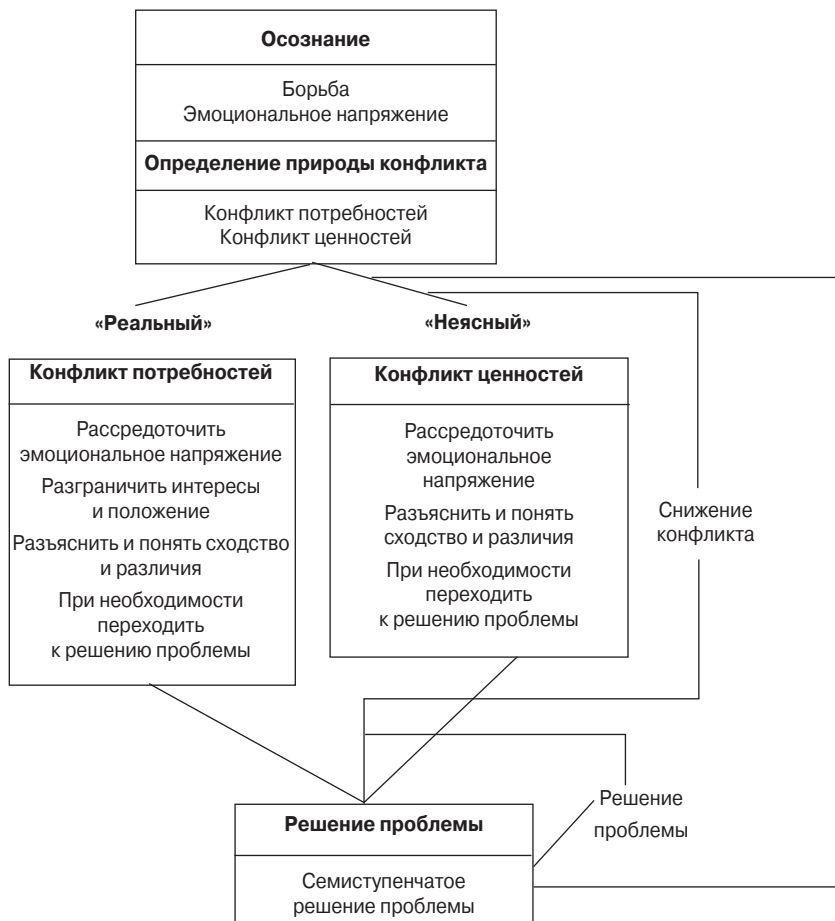 Осознание
Борьба
Эмоциональное напряжение
Определение природы конфликта
Конфликт потребностей
Конфликт ценностей
«Реальный»
«Неясный»
Конфликт потребностей
Рассредоточить
эмоциональное напряжение
Разграничить интересы
и положение
Разъяснить и понять сходство
и различия
При необходимости
переходить
к решению проблемы
Конфликт ценностей
Рассредоточить
эмоциональное
напряжение
Разъяснить и понять
сходство и различия
При необходимости
переходить
к решению проблемы
Снижение
конфликта
Решение
проблемы
Решение проблемы
Семиступенчатое
решение проблемы